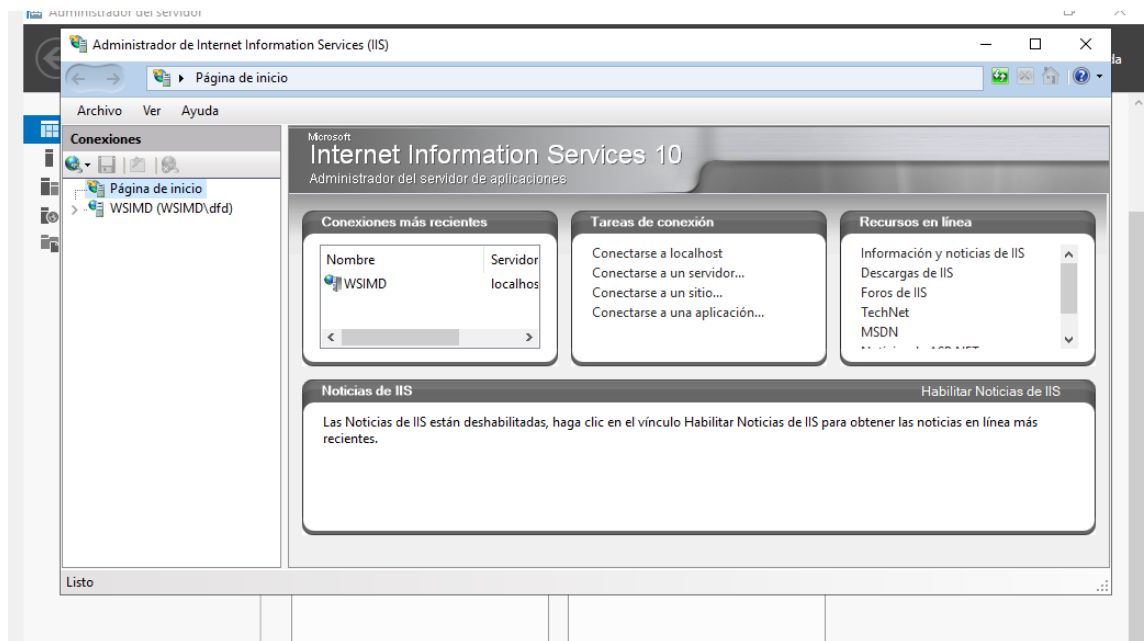 Administrador del servidor
Administrador de Internet Information Services (IIS)
Página de inicio
Archivo Ver Ayuda
Conexiones
Página de inicio
WSIMD (WSIMD\dfd)
Microsoft
Internet Information Services 10
Administrador del servidor de aplicaciones
Conexiones más recientes
Nombre Servidor
WSIMD localhos
Tareas de conexión
Conectarse a localhost
Conectarse a un servidor...
Conectarse a un sitio...
Conectarse a una aplicación...
Recursos en línea
Información y noticias de IIS
Descargas de IIS
Foros de IIS
TechNet
MSDN
Noticias de IIS Habilitar Noticias de IIS
Las Noticias de IIS están deshabilitadas, haga clic en el vínculo Habilitar Noticias de IIS para obtener las noticias en línea más
recientes.
Listo